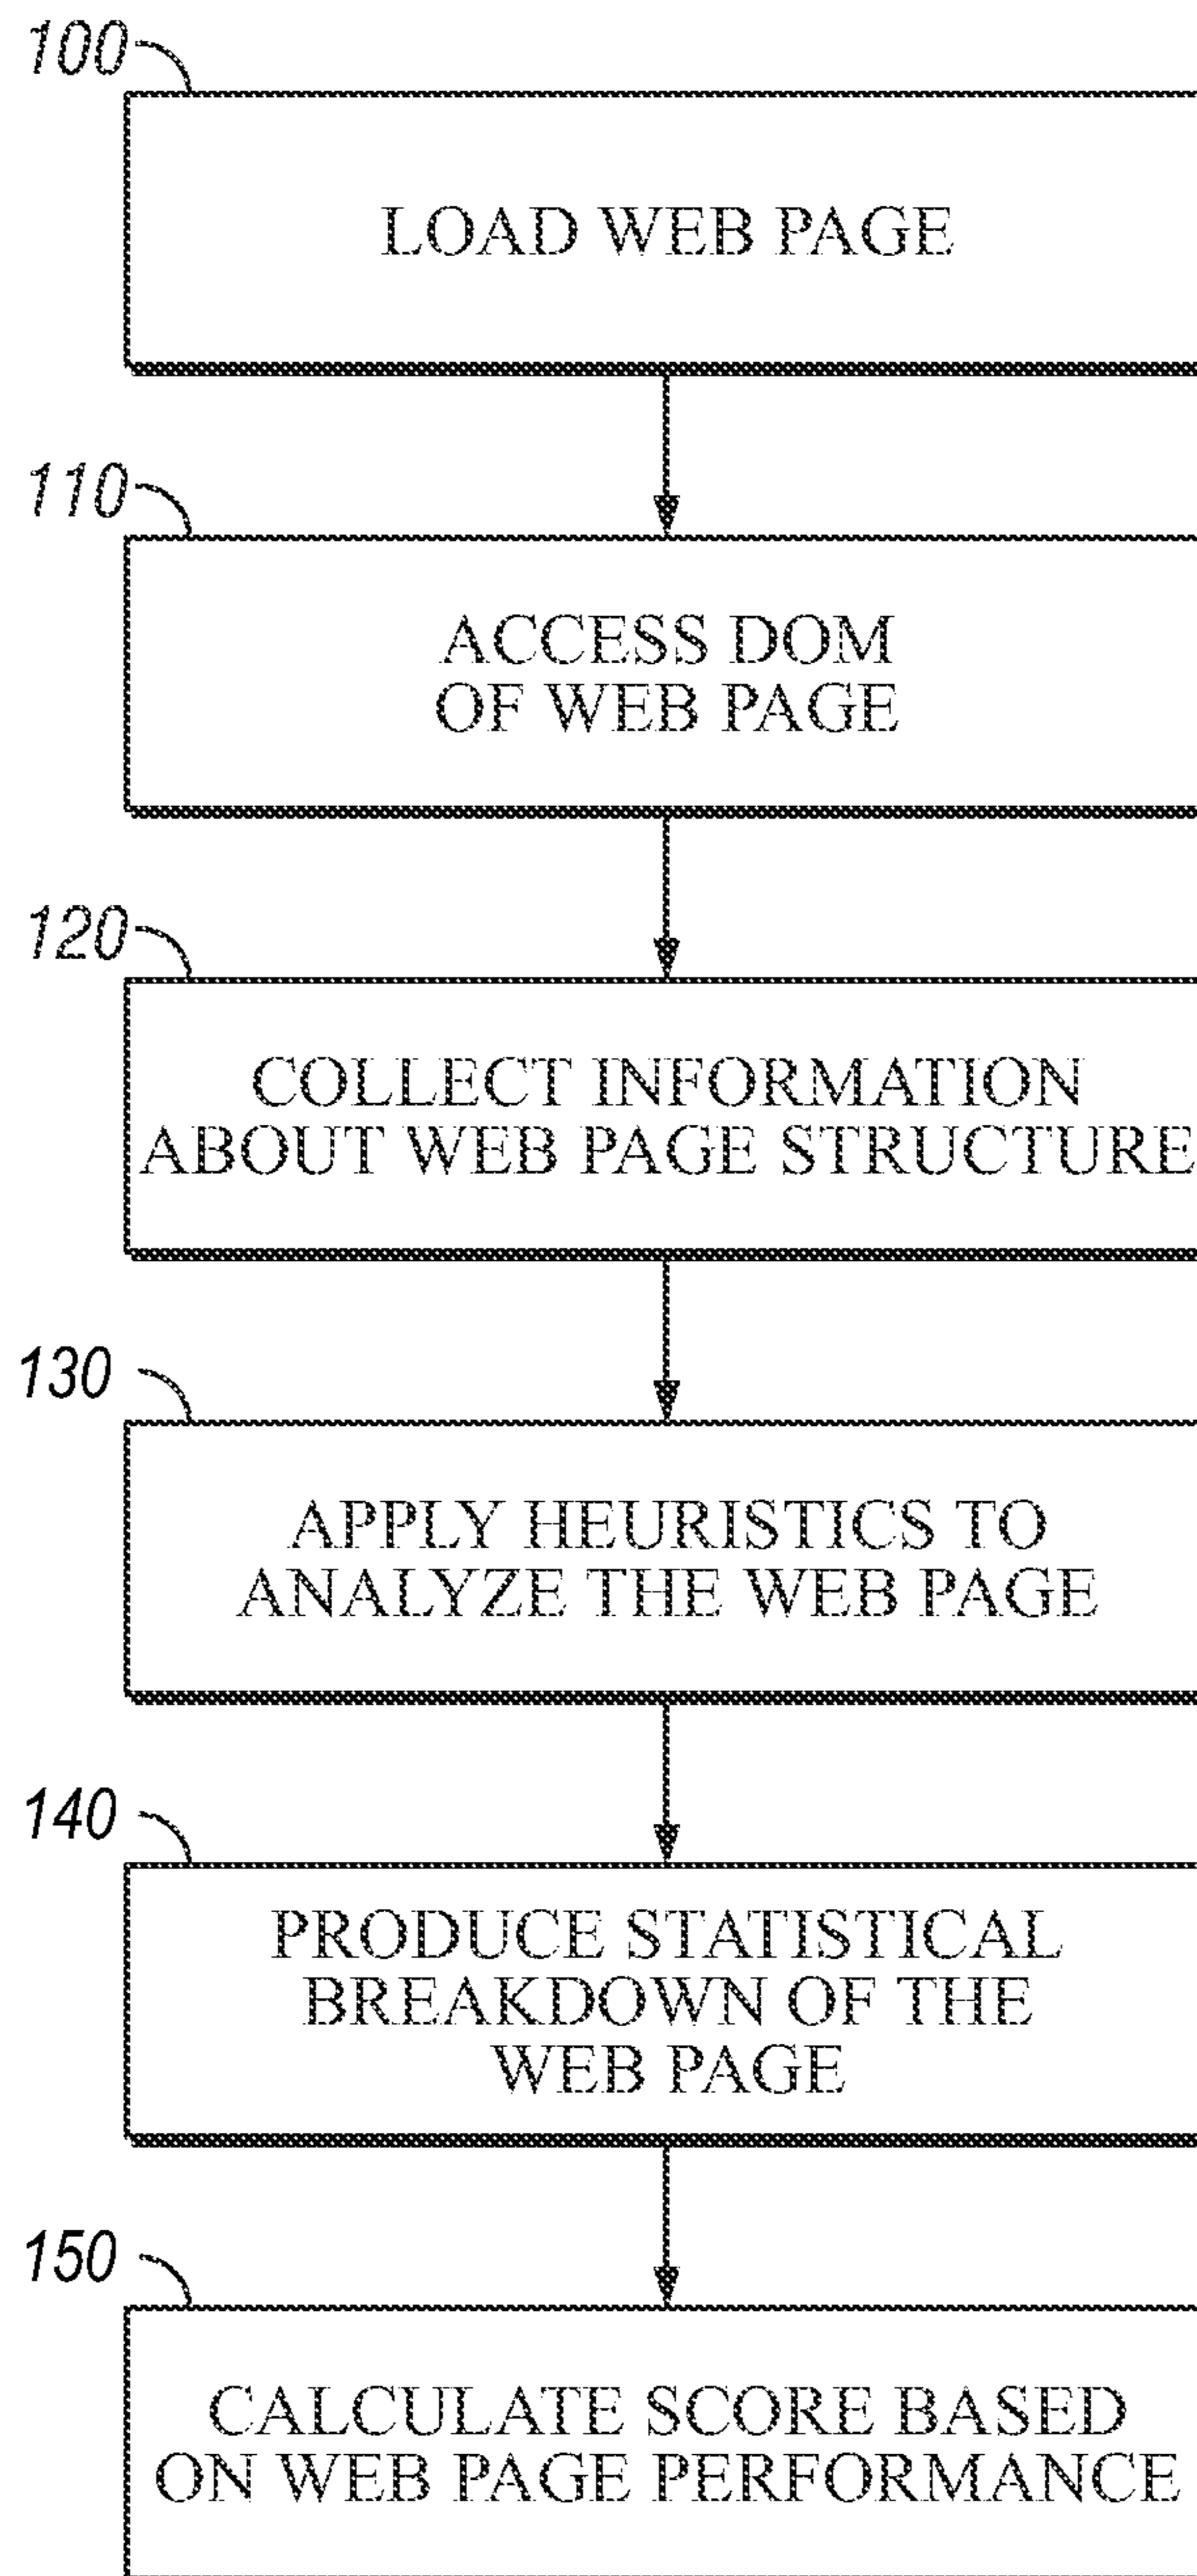 100
LOAD WEB PAGE
110
ACCESS DOM
OF WEB PAGE
120
COLLECT INFORMATION
ABOUT WEB PAGE STRUCTURE
130
APPLY HEURISTICS TO
ANALYZE THE WEB PAGE
140
PRODUCE STATISTICAL
BREAKDOWN OF THE
WEB PAGE
150
CALCULATE SCORE BASED
ON WEB PAGE PERFORMANCE